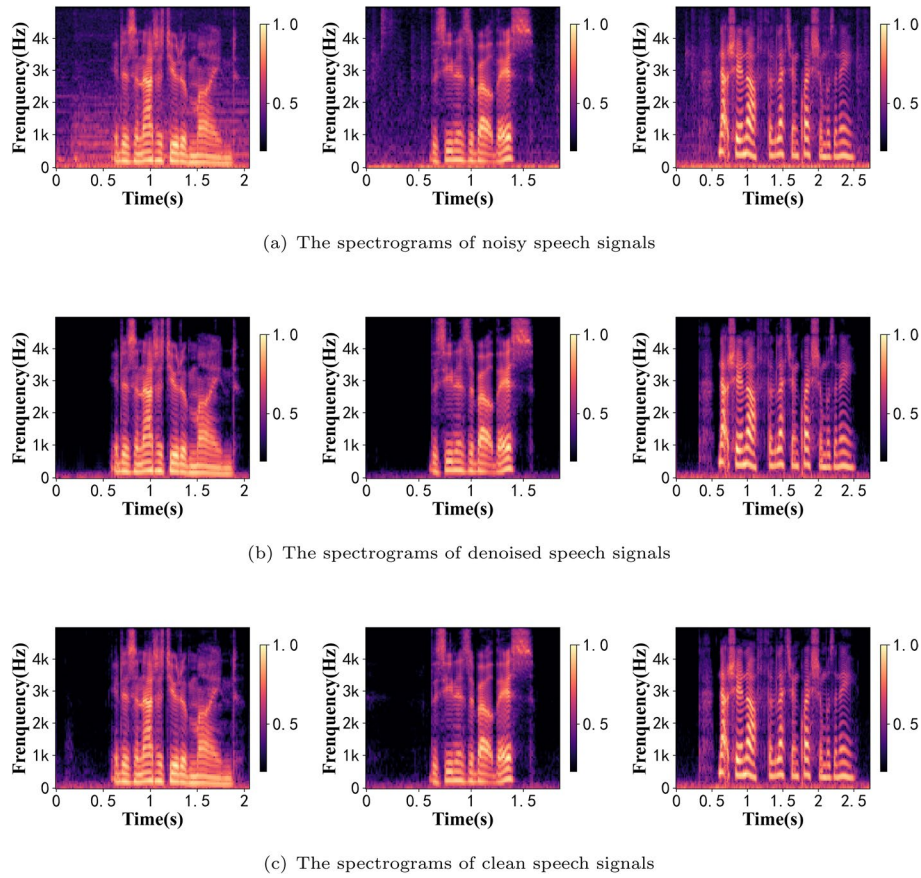 Frenquency(Hz) 4k 3k 2k 1k 0 0 0.5 1 1.5 2 Time(s) 1.0 0.5
Frenquency(Hz) 4k 3k 2k 1k 0 0 0.5 1 1.5 Time(s) 1.0 0.5
Frenquency(Hz) 4k 3k 2k 1k 0 0 0.5 1 1.5 2 2.5 Time(s) 1.0 0.5
(a) The spectrograms of noisy speech signals
Frenquency(Hz) 4k 3k 2k 1k 0 0 0.5 1 1.5 2 Time(s) 1.0 0.5
Frenquency(Hz) 4k 3k 2k 1k 0 0 0.5 1 1.5 Time(s) 1.0 0.5
Frenquency(Hz) 4k 3k 2k 1k 0 0 0.5 1 1.5 2 2.5 Time(s) 1.0 0.5
(b) The spectrograms of denoised speech signals
Frenquency(Hz) 4k 3k 2k 1k 0 0 0.5 1 1.5 2 Time(s) 1.0 0.5
Frenquency(Hz) 4k 3k 2k 1k 0 0 0.5 1 1.5 Time(s) 1.0 0.5
Frenquency(Hz) 4k 3k 2k 1k 0 0 0.5 1 1.5 2 2.5 Time(s) 1.0 0.5
(c) The spectrograms of clean speech signals